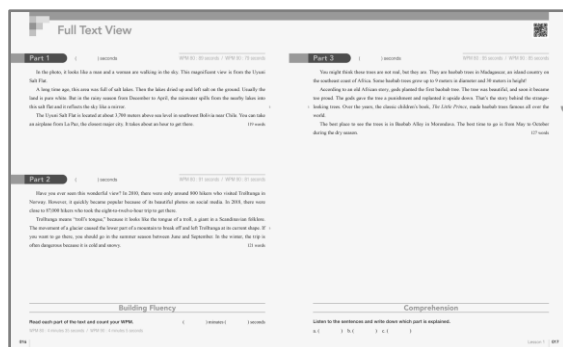 Full Text View
Part 1 ( ) seconds
In the photo, it looks like a man and a woman are walking in the sky. This magnificent view is from the Uyuni
Salt Flat.
A long time ago, this area was full of salt lakes. Then the lakes dried up and left salt on the ground. Usually the
land is pure white. But in the rainy season from December to April, the rainwater spills from the nearby lakes into
this salt flat and it reflects the sky like a mirror.
The Uyuni Salt Flat is located at about 3,700 meters above sea level in southwest Bolivia near Chile. You can take
an airplane from La Paz, the closest major city. It takes about an hour to get there.
Part 2 ( ) seconds
Have you ever seen this wonderful view? In 2010, there were only around 800 hikers who visited Trolltunga in
Norway. However, it quickly became popular because of its beautiful photos on social media. In 2018, there were
close to 87,000 hikers who took the eight-to-twelve-hour trip to get there.
Trolltunga means "troll's tongue," because it looks like the tongue of a troll, a giant in a Scandinavian folklore.
The movement of a glacier caused the lower part of a mountain to break off and left Trolltunga at its current shape. If
you want to go there, you should go in the summer season between June and September. In the winter, the trip is
often dangerous because it is cold and snowy.
Building Fluency
Read each part of the text and count your WPM. ( ) minutes ( ) seconds
016
Part 3 ( ) seconds
You might think these trees are not real, but they are. They are baobab trees in Madagascar, an island country on
the southeast coast of Africa. Some baobab trees grow up to 9 meters in diameter and 30 meters in height!
According to an old African story, gods planted the first baobab tree. The tree was beautiful, and soon it became
too proud. The gods gave the tree a punishment and replanted it upside down. That's the story behind the strange-
looking trees. Over the years, the classic children's book, The Little Prince, made baobab trees famous all over the
world.
The best place to see the trees is in Baobab Alley in Morondava. The best time to go is from May to October
during the dry season.
Comprehension
Listen to the sentences and write down which part is explained.
a. ( ) b. ( ) c. ( )
Lesson 1 017